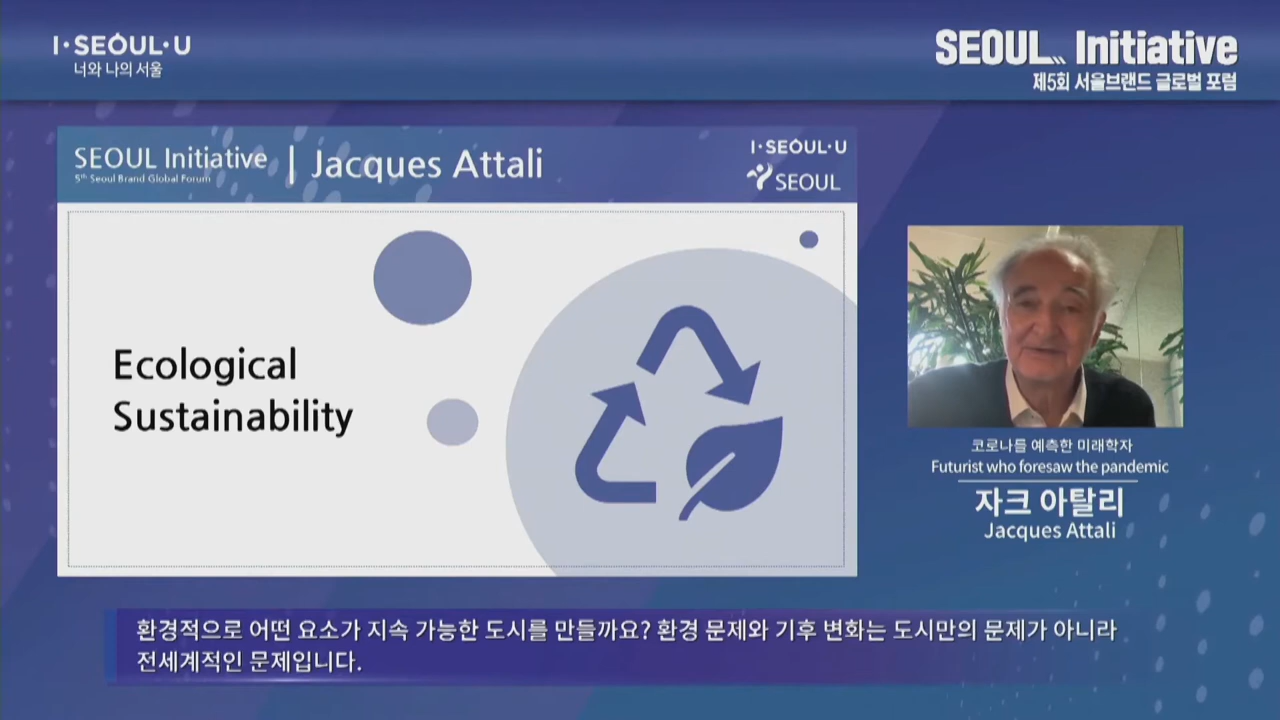 I·SEOUL·U
너와 나의 서울
SEOUL Initiative
제5회 서울브랜드 글로벌 포럼
SEOUL Initiative | Jacques Attali
5th Seoul Brand Global Forum
I·SEOUL·U
SEOUL
Ecological
Sustainability
코로나를 예측한 미래학자
Futurist who foresaw the pandemic
자크 아탈리
Jacques Attali
환경적으로 어떤 요소가 지속 가능한 도시를 만들까요? 환경 문제와 기후 변화는 도시만의 문제가 아니라
전세계적인 문제입니다.